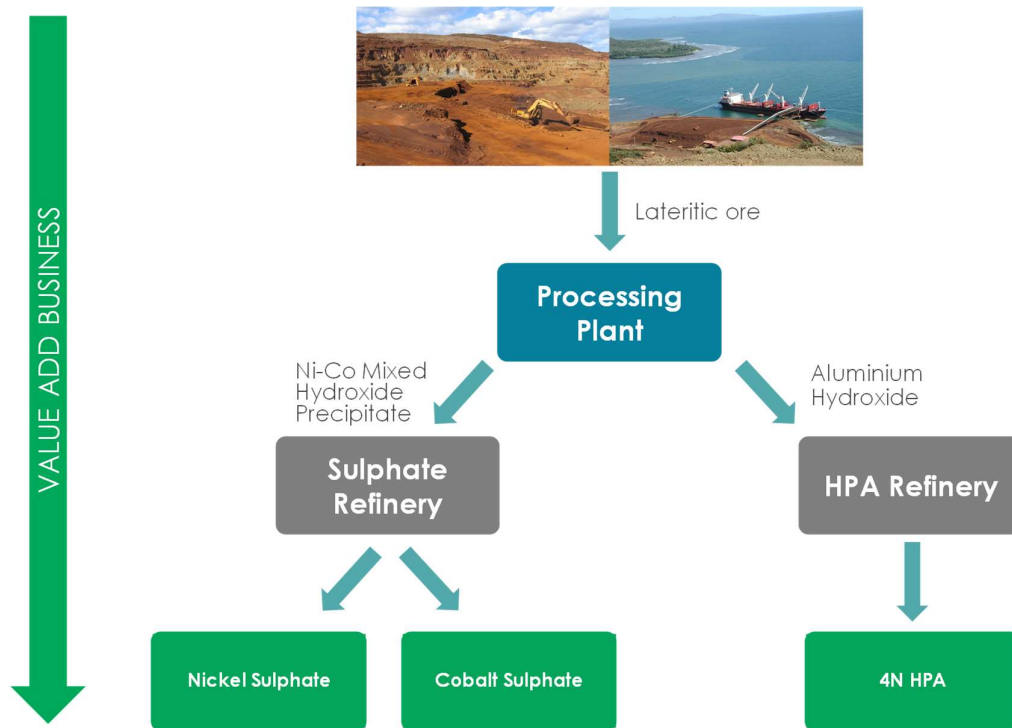 VALUE ADD BUSINESS
Lateritic ore
Processing
Plant
Ni-Co Mixed
Hydroxide
Precipitate
Aluminium
Hydroxide
Sulphate
Refinery
HPA Refinery
Nickel Sulphate
Cobalt Sulphate
4N HPA